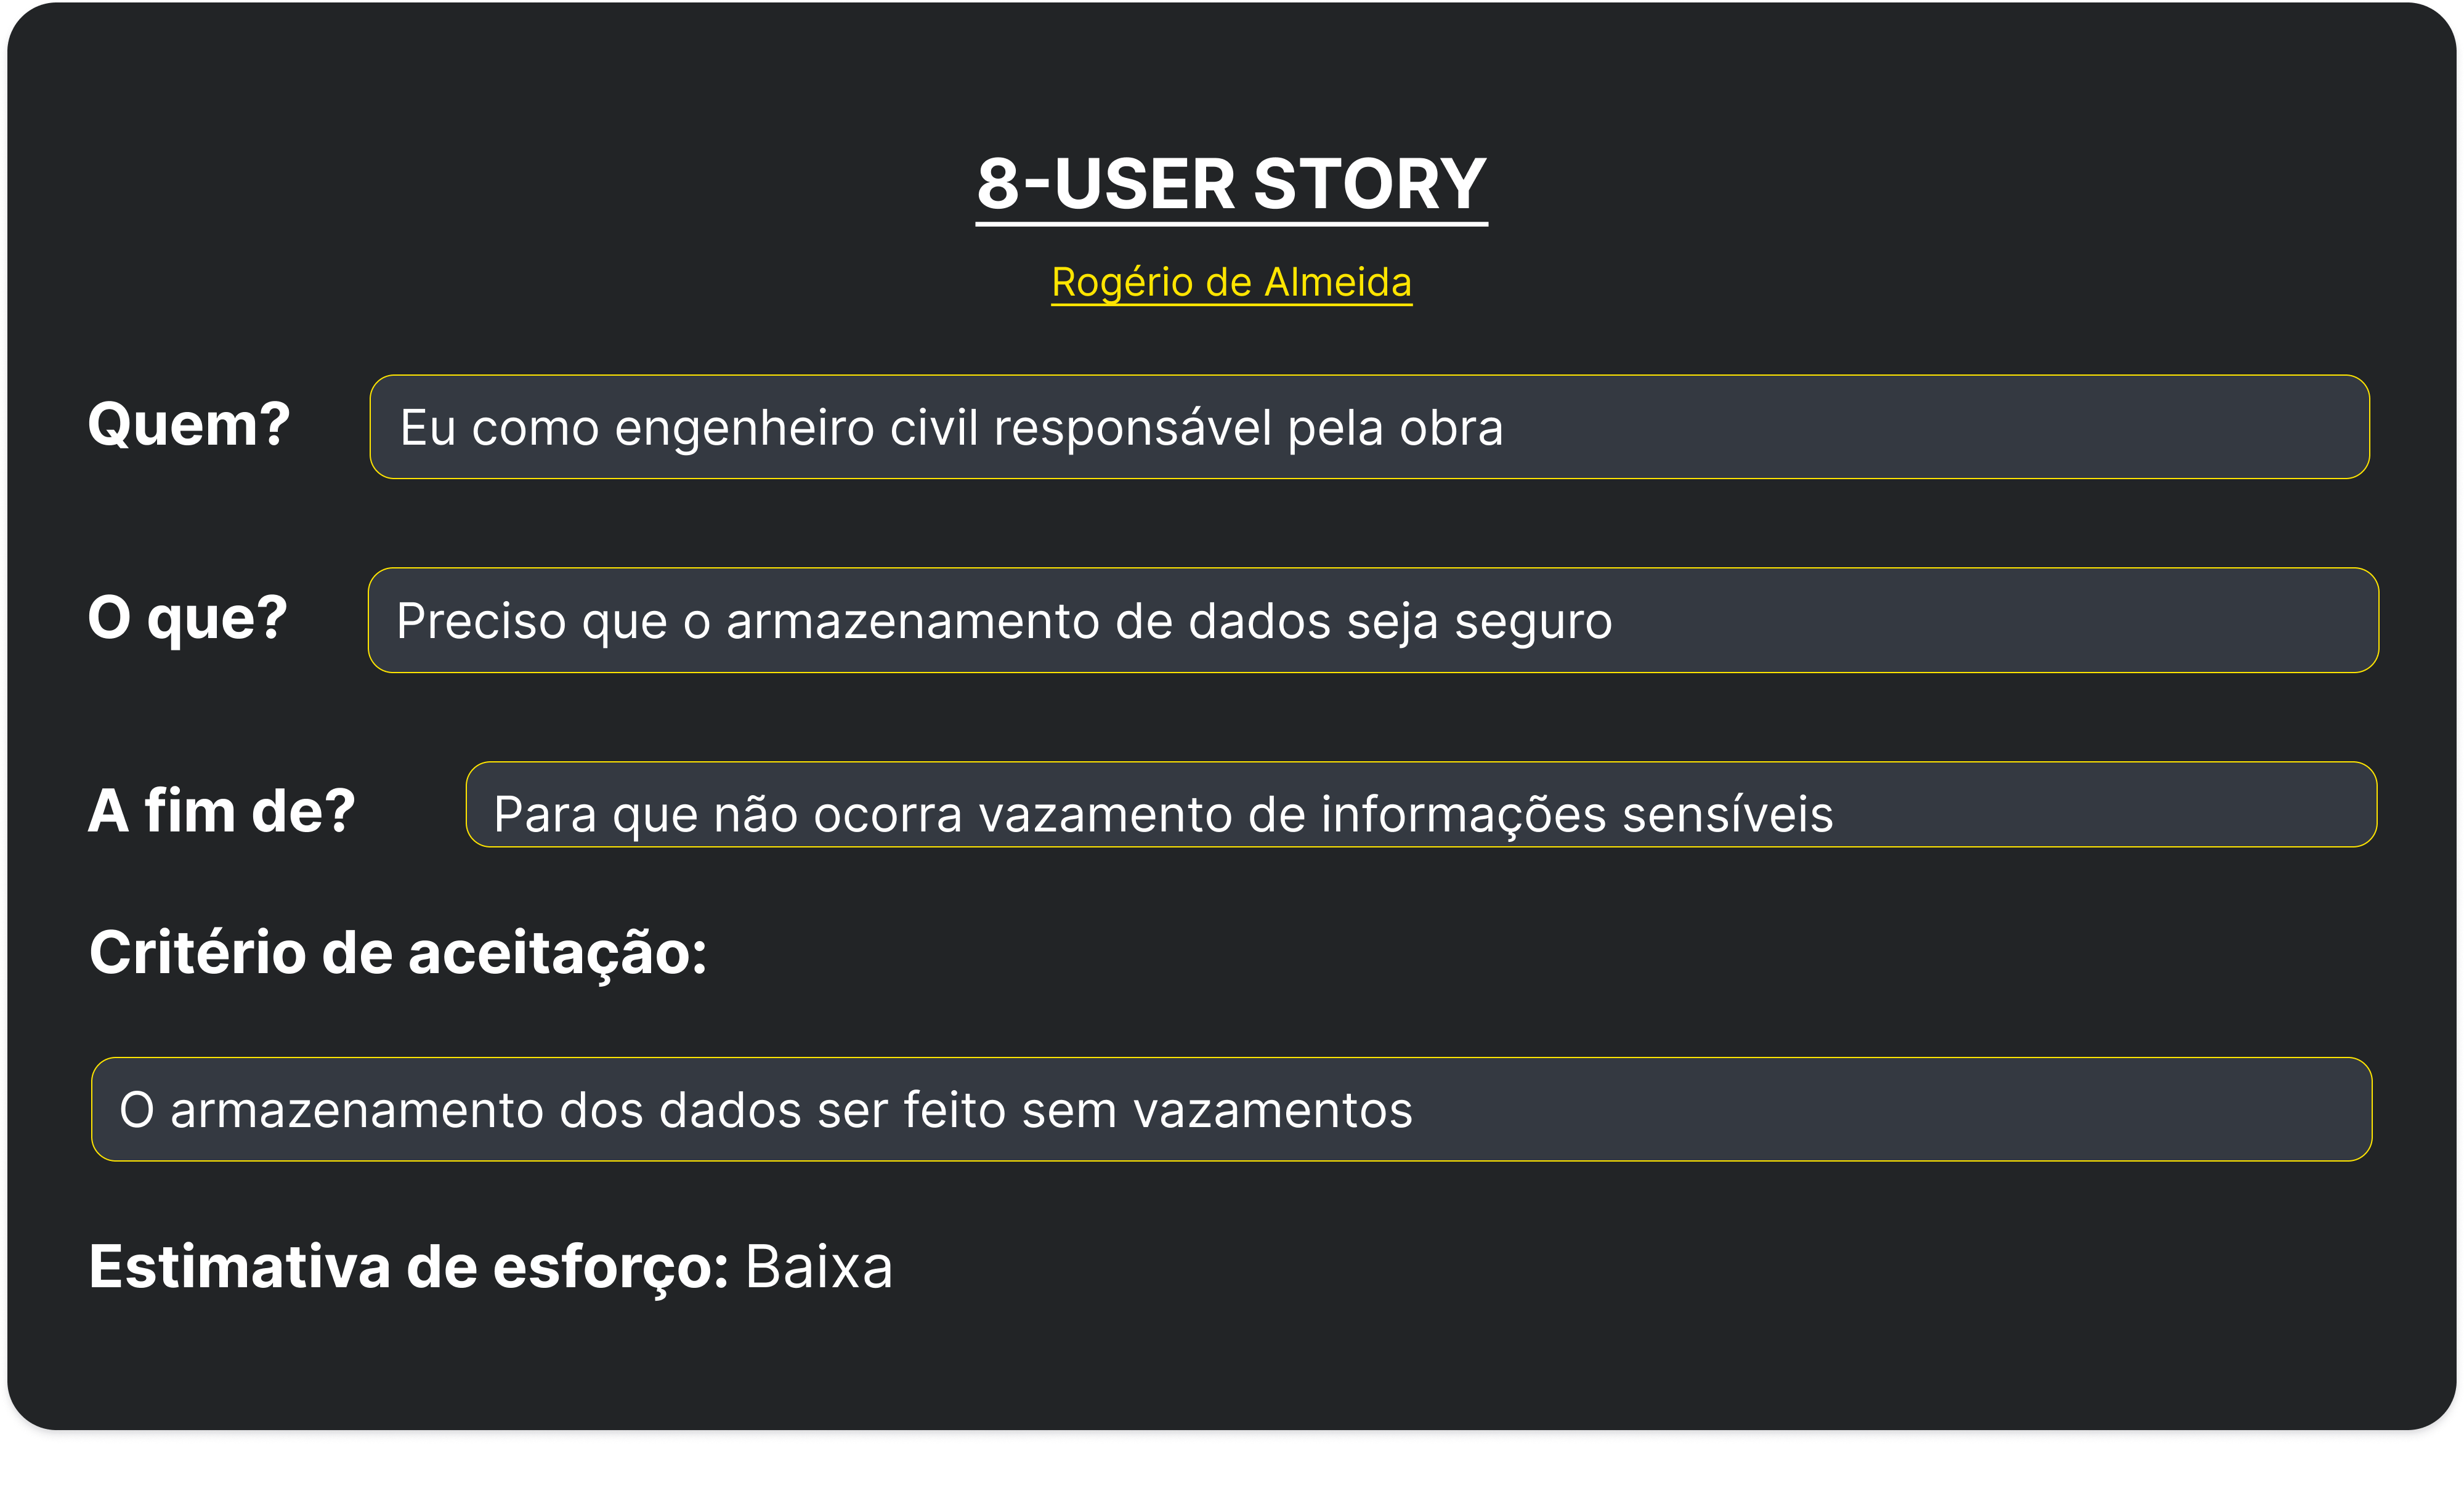 8-USER STORY
Rogério de Almeida
Quem?
Eu como engenheiro civil responsável pela obra
O que?
Preciso que o armazenamento de dados seja seguro
A fim de?
Para que não ocorra vazamento de informações sensíveis
Critério de aceitação:
O armazenamento dos dados ser feito sem vazamentos
Estimativa de esforço: Baixa